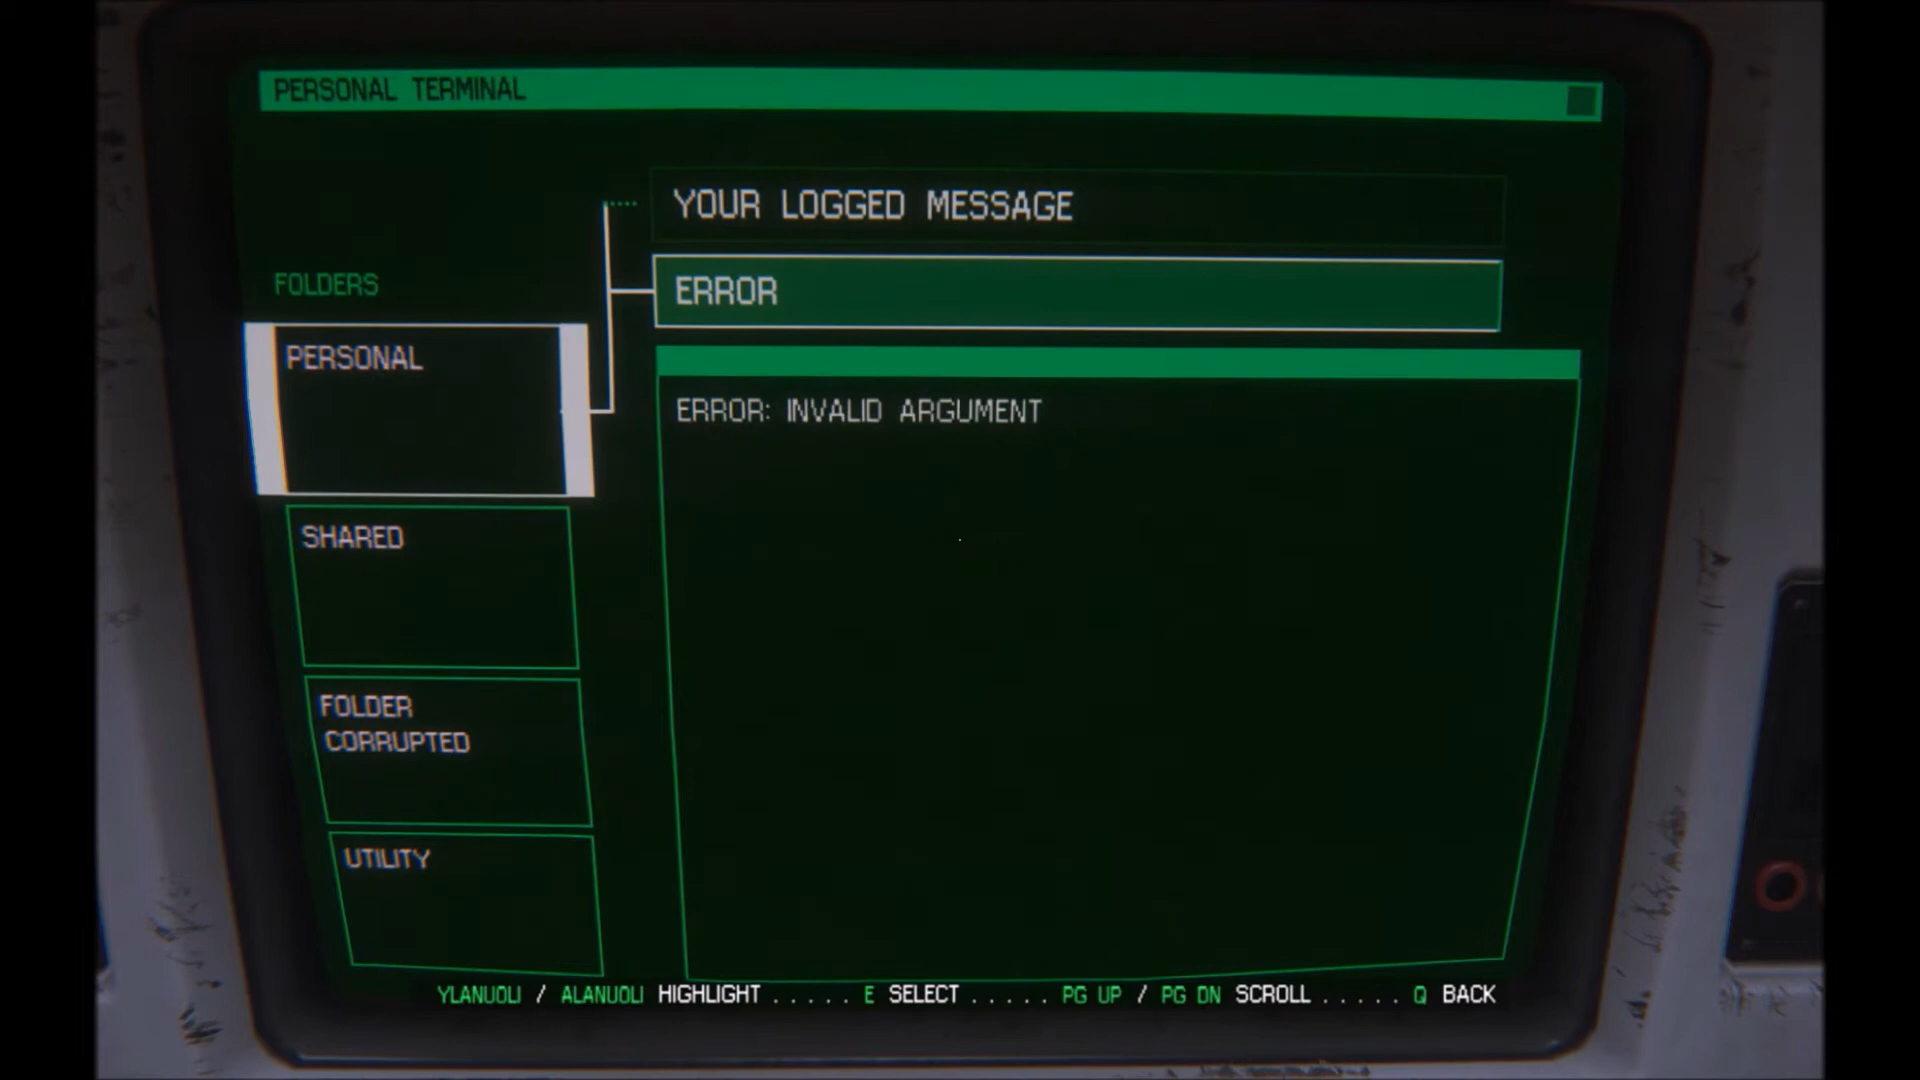 PERSONAL TERMINAL
YOUR LOGGED MESSAGE
ERROR
FOLDERS
PERSONAL
ERROR: INVALID ARGUMENT
SHARED
FOLDER
CORRUPTED
UTILITY
YLANUOLI / ALANUOLI HIGHLIGHT ..... E SELECT ..... PG UP / PG DN SCROLL ..... Q BACK